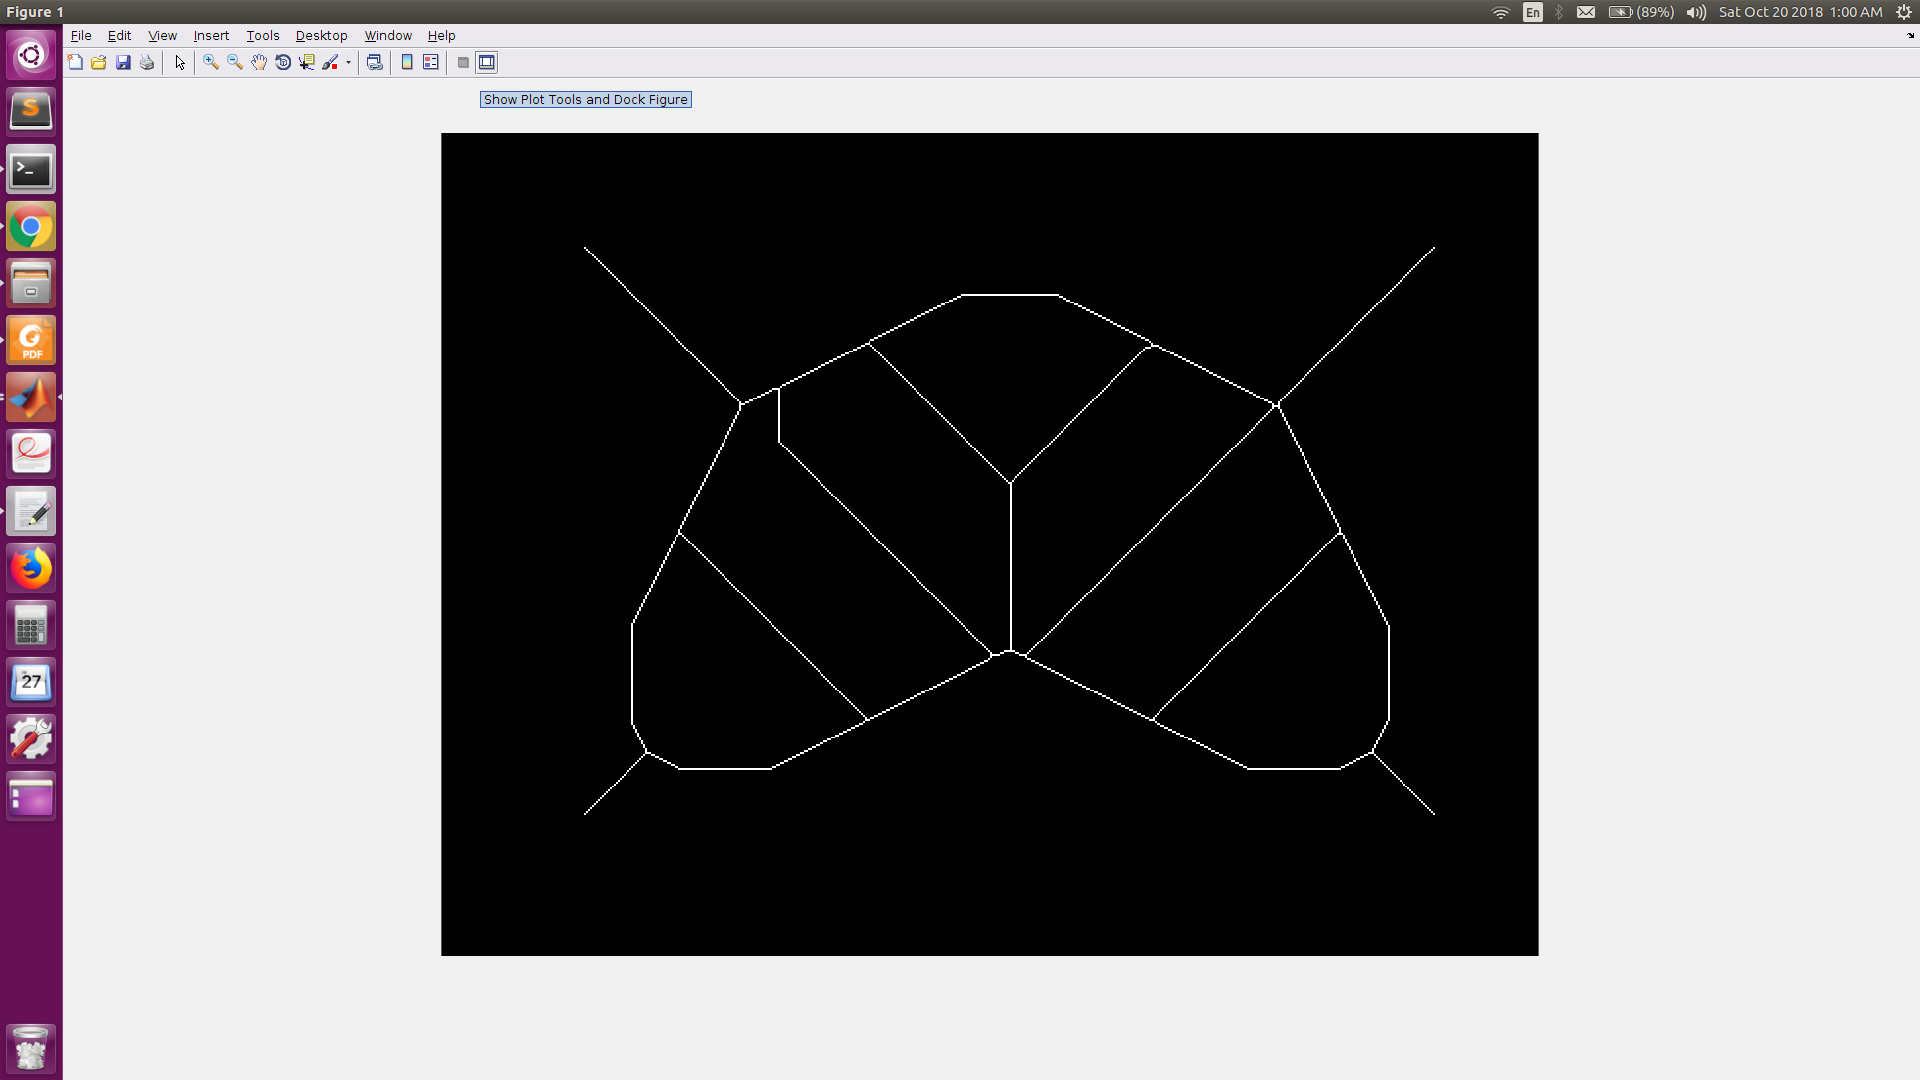 Figure 1
En
(89%)
Sat Oct 20 2018 1:00 AM
File Edit View Insert Tools Desktop Window Help
Show Plot Tools and Dock Figure
S
>_
PDF
27